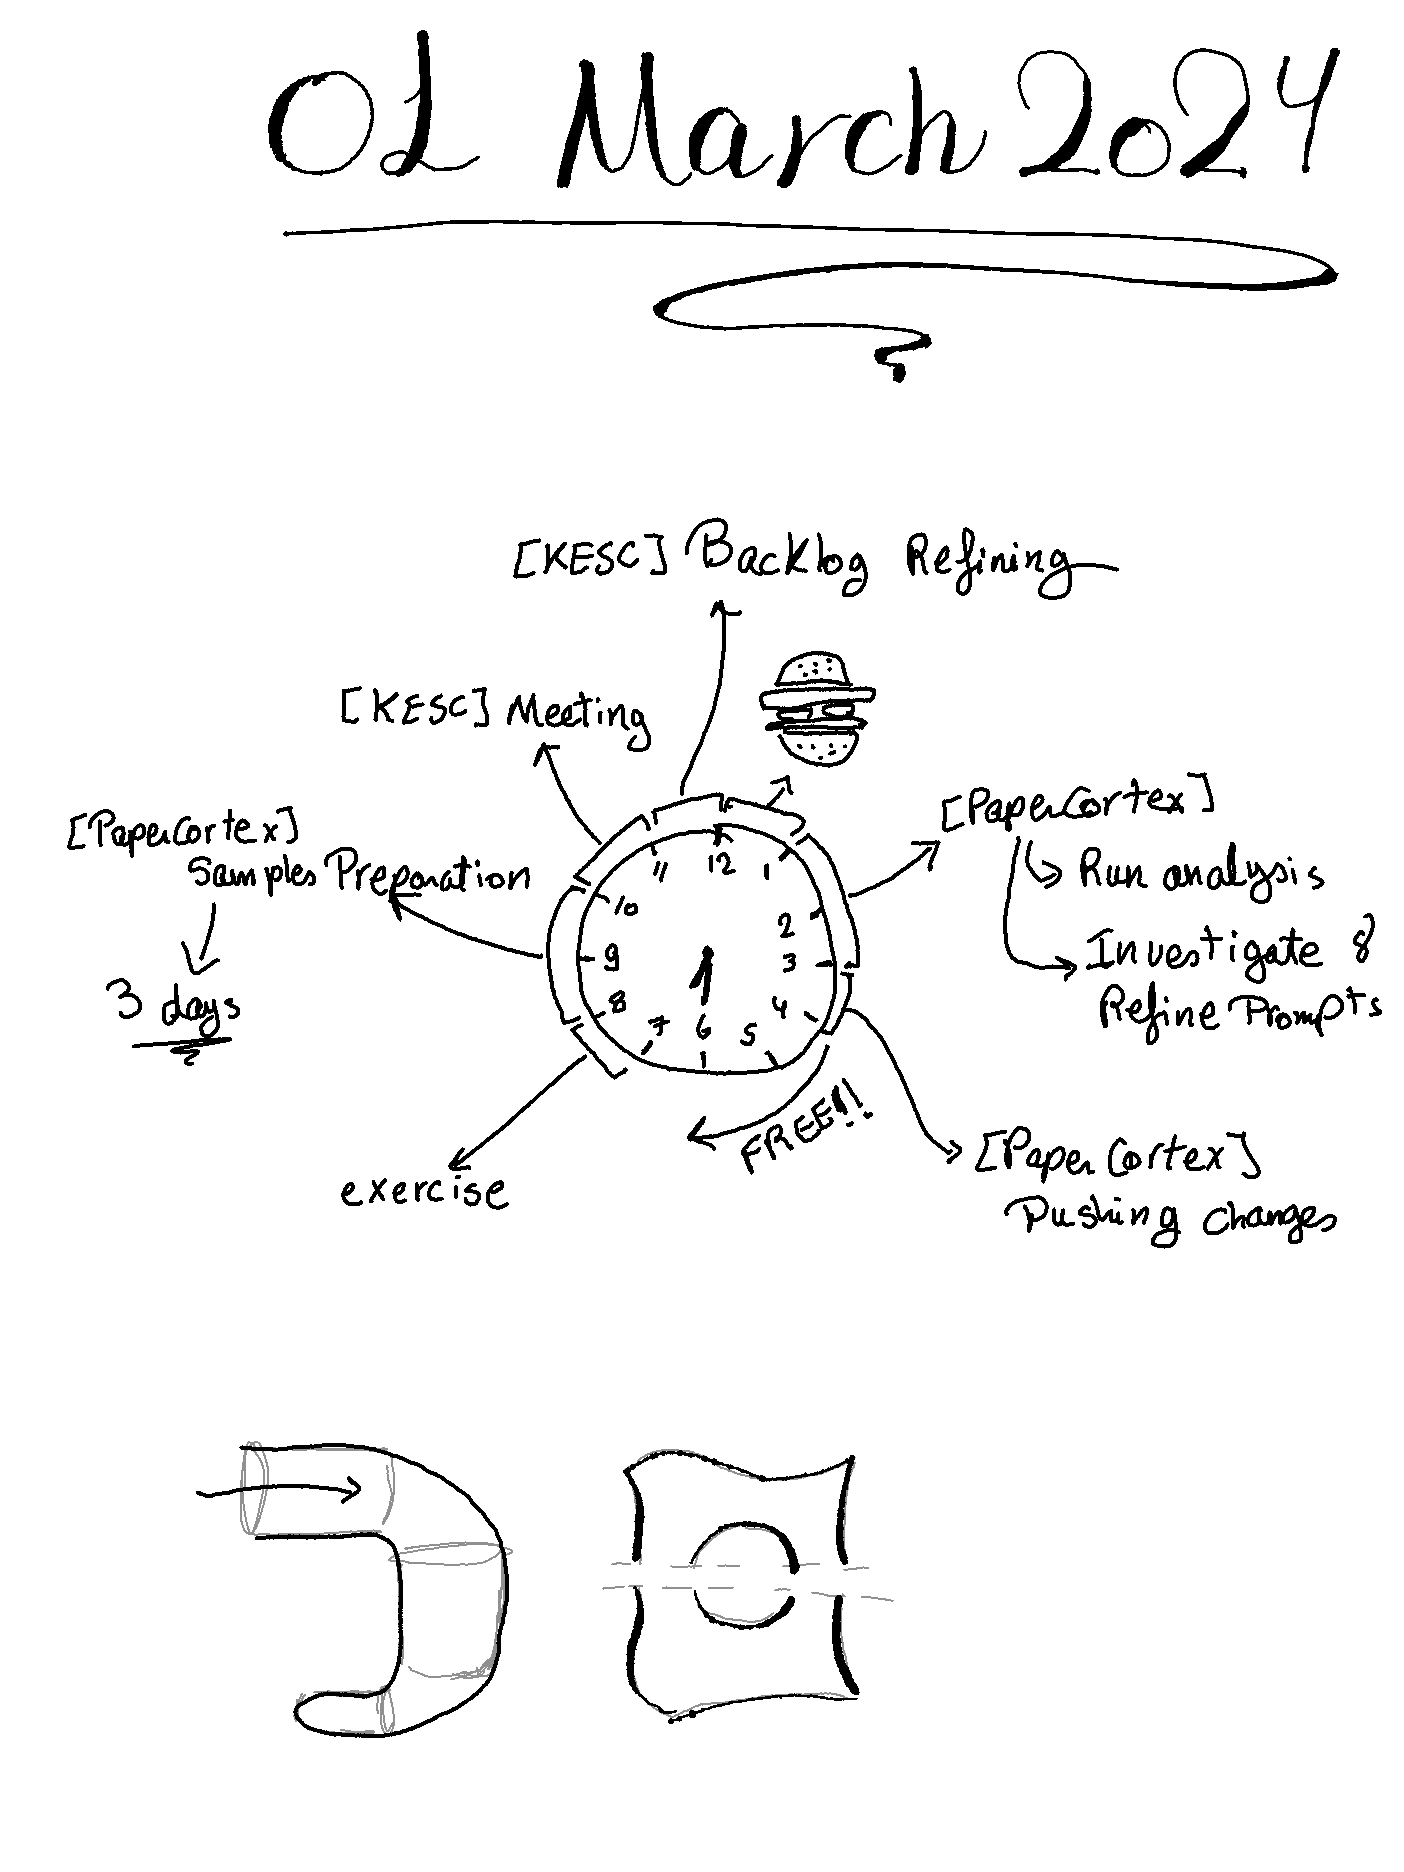 01 March 2024
[KESC] Backlog Refining
[KESC] Meeting
[PaperCortex]
Samples Preparation
3 days
[PaperCortex]
Run analysis
Investigate &
Refine Prompts
12
1
2
3
4
5
6
7
8
9
10
11
FREE!!
exercise
[PaperCortex]
Pushing changes